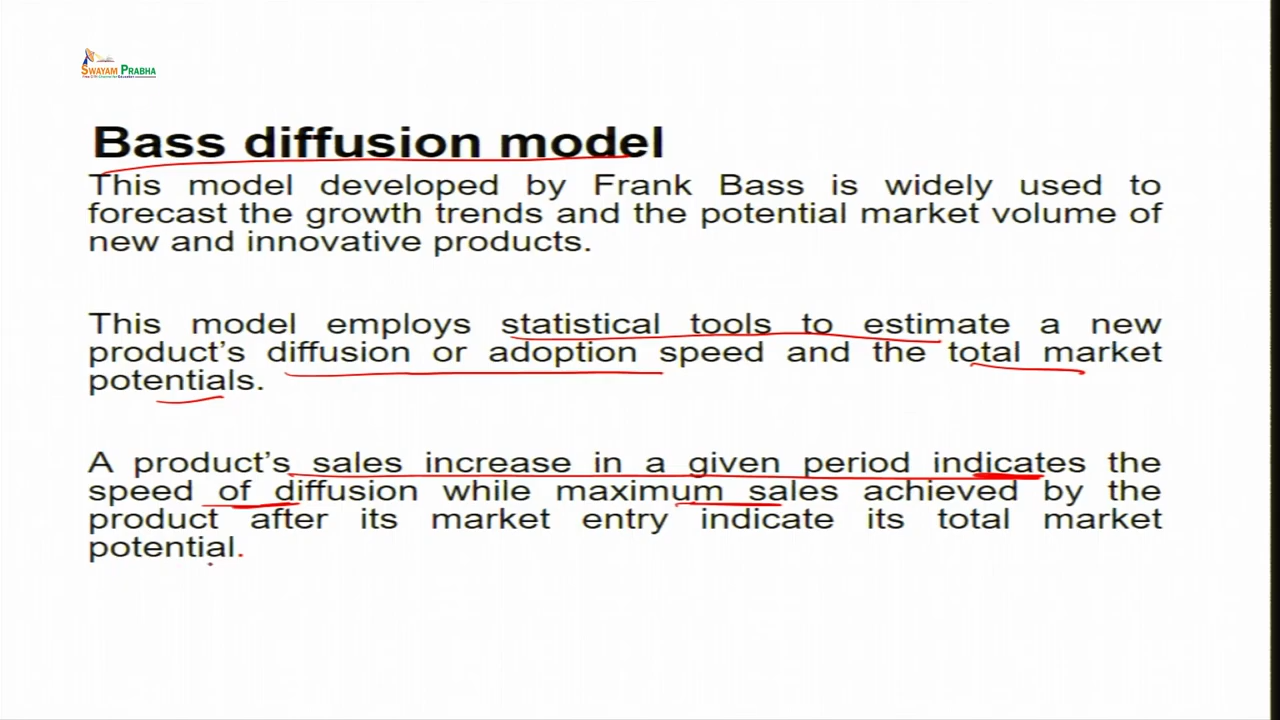 SWAYAM PRABHA
Bass diffusion model
This model developed by Frank Bass is widely used to
forecast the growth trends and the potential market volume of
new and innovative products.
This model employs statistical tools to estimate a new
product's diffusion or adoption speed and the total market
potentials.
A product's sales increase in a given period indicates the
speed of diffusion while maximum sales achieved by the
product after its market entry indicate its total market
potential.